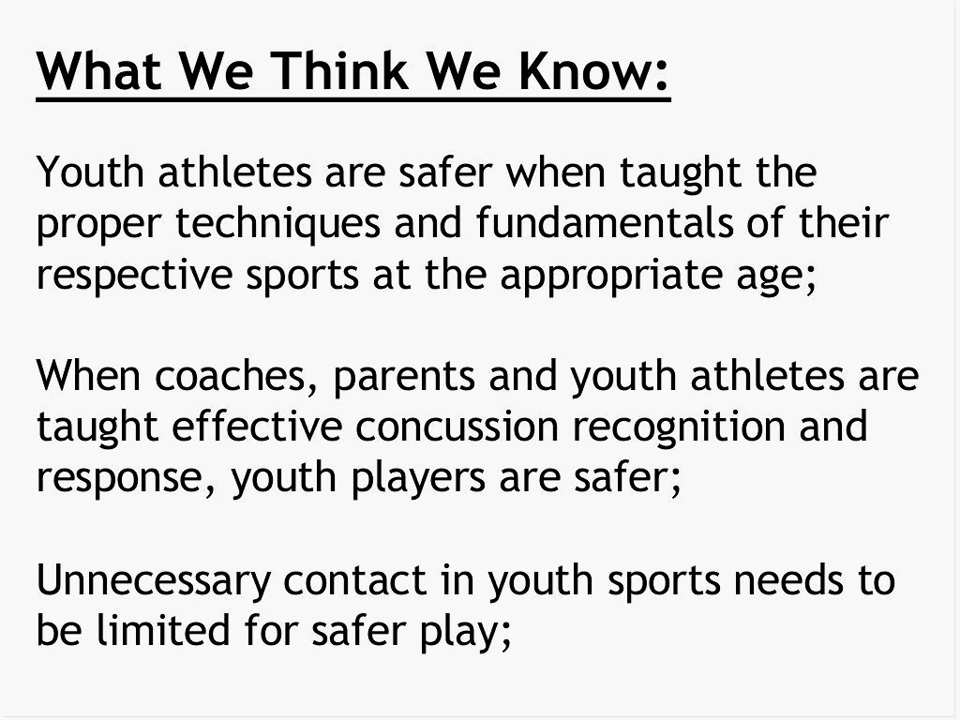 What We Think We Know:
Youth athletes are safer when taught the
proper techniques and fundamentals of their
respective sports at the appropriate age;
When coaches, parents and youth athletes are
taught effective concussion recognition and
response, youth players are safer;
Unnecessary contact in youth sports needs to
be limited for safer play;